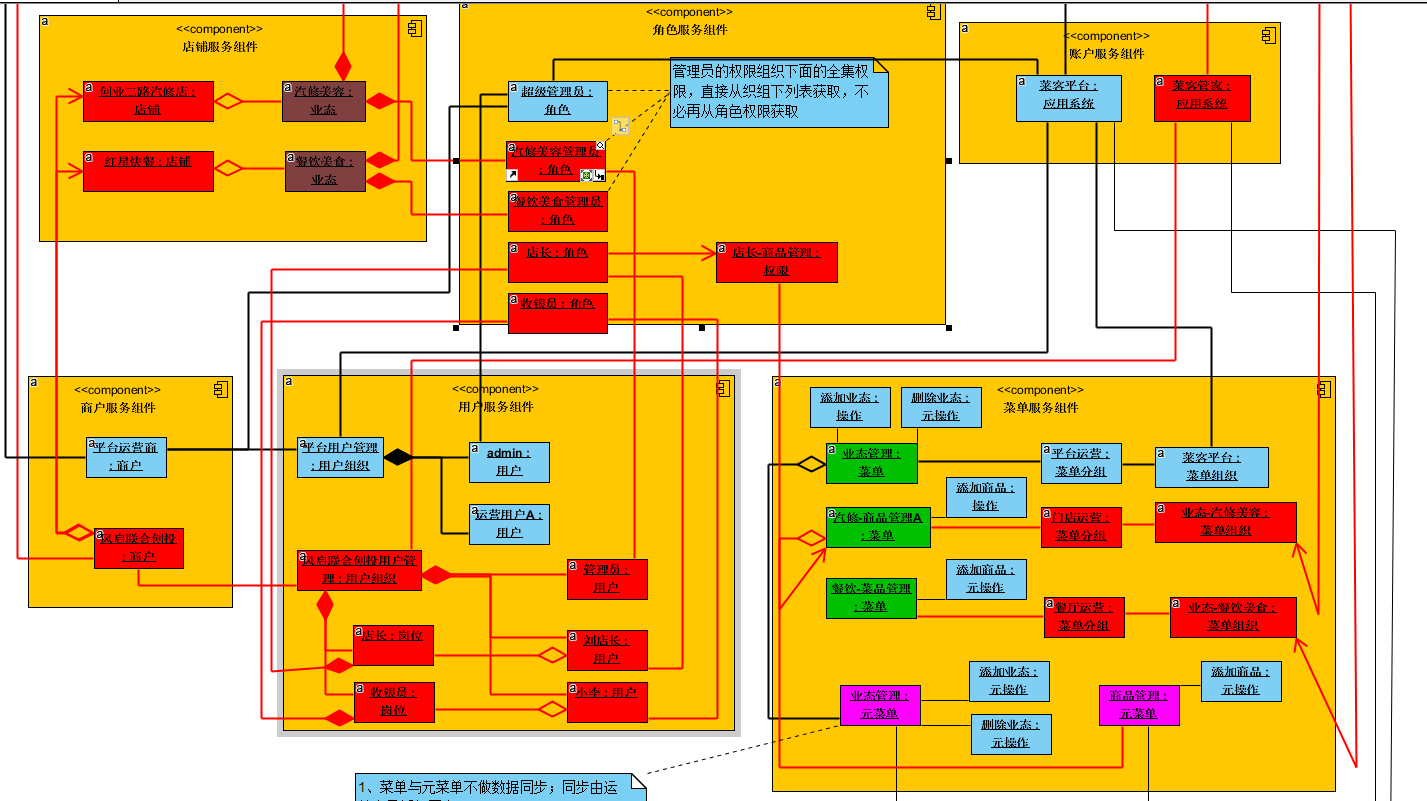 <<component>>
店铺服务组件
创业二路汽修店：
店铺
汽修美容：
业态
红星快餐：店铺
餐饮美食：
业态
<<component>>
角色服务组件
管理员的权限组织下面的全集权
限，直接从织组下列表获取，不
必再从角色权限获取
超级管理员：
角色
汽修美容管理员
：角色
餐饮美食管理员
：角色
店长：角色
店长-商品管理：
权限
收银员：角色
<<component>>
账户服务组件
菜客平台：
应用系统
菜客管家：
应用系统
<<component>>
商户服务组件
平台运营商
：商户
风启联合创投
：商户
<<component>>
用户服务组件
平台用户管理
：用户组织
admin：
用户
运营用户A：
用户
风启联合创投用户管
理：用户组织
管理员：
用户
店长：岗位
刘店长：
用户
收银员：
岗位
小李：用户
<<component>>
菜单服务组件
添加业态：
操作
删除业态：
元操作
业态管理：
菜单
平台运营：
菜单分组
菜客平台：
菜单组织
添加商品：
操作
汽修-商品管理A
：菜单
门店运营：
菜单分组
业态-汽修美容：
菜单组织
添加商品：
元操作
餐饮-菜品管理
：菜单
餐厅运营：
菜单分组
业态-餐饮美食：
菜单组织
添加业态：
元操作
添加商品：
元操作
业态管理：
元菜单
商品管理：
元菜单
删除业态：
元操作
1、菜单与元菜单不做数据同步；同步由运